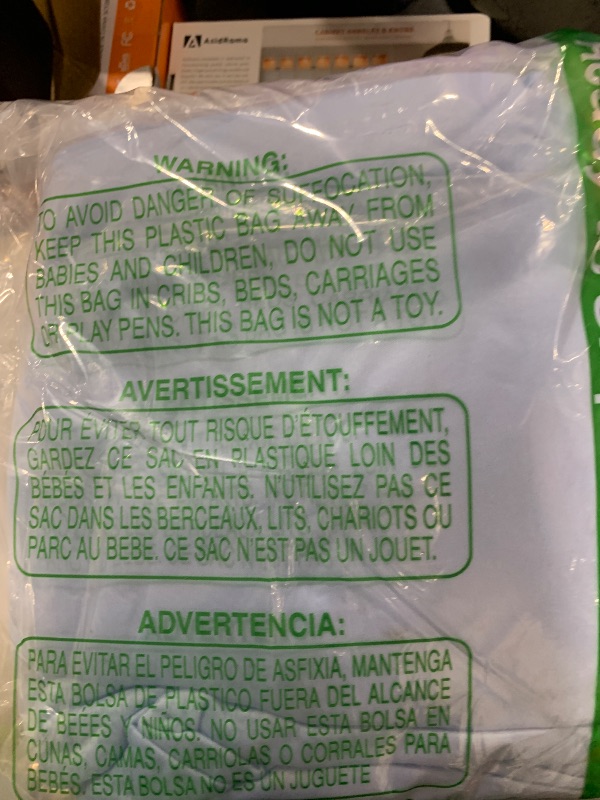 AcidRome
WARNING:
TO AVOID DANGER OF SUFFOCATION,
KEEP THIS PLASTIC BAG AWAY FROM
BABIES AND CHILDREN, DO NOT USE
THIS BAG IN CRIBS, BEDS, CARRIAGES
OR PLAY PENS. THIS BAG IS NOT A TOY.
AVERTISSEMENT:
POUR ÉVITER TOUT RISQUE D'ÉTOUFFEMENT,
GARDEZ CE SAC EN PLASTIQUE LOIN DES
BÉBÉS ET LES ENFANTS. N'UTILISEZ PAS CE
SAC DANS LES BERCEAUX, LITS, CHARIOTS OU
PARC AU BEBE. CE SAC N'EST PAS UN JOUET.
ADVERTENCIA:
PARA EVITAR EL PELIGRO DE ASFIXIA, MANTENGA
ESTA BOLSA DE PLASTICO FUERA DEL ALCANCE
DE BEEES Y NIÑOS. NO USAR ESTA BOLSA EN
CUNAS, CAMAS, CARRIOLAS O CORRALES PARA
BEBÉS, ESTA BOLSA NO ES UN JUGUETE